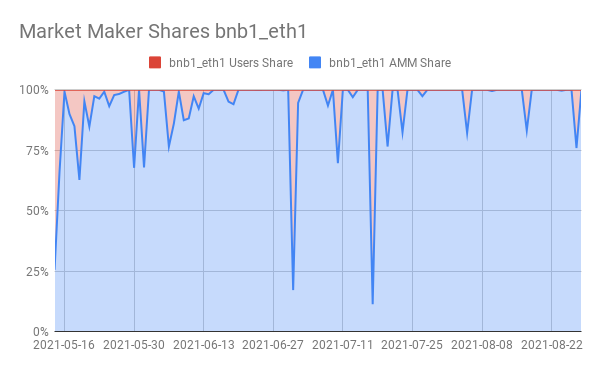 Market Maker Shares bnb1_eth1
bnb1_eth1 Users Share bnb1_eth1 AMM Share
100%
75%
50%
25%
0%
2021-05-16 2021-05-30 2021-06-13 2021-06-27 2021-07-11 2021-07-25 2021-08-08 2021-08-22